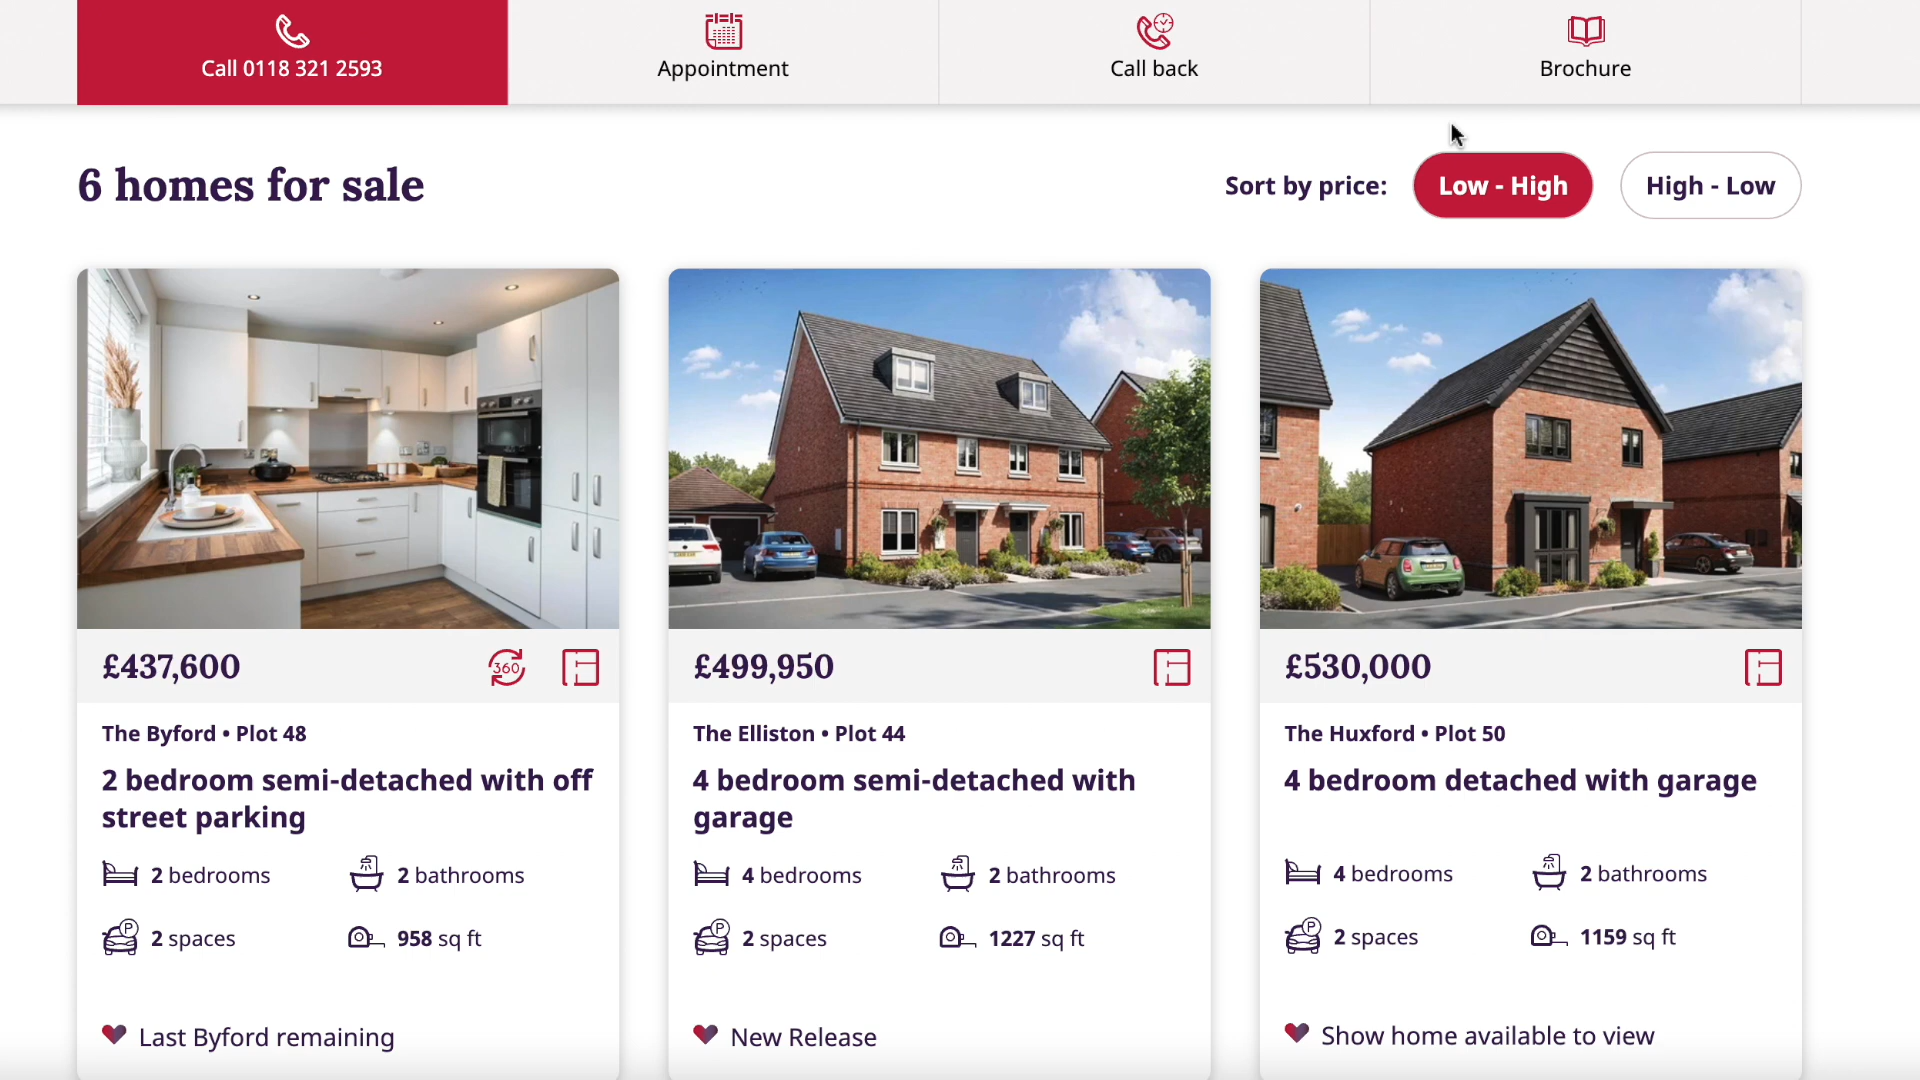 Call 0118 321 2593
Appointment
Call back
Brochure
6 homes for sale
Sort by price:
Low - High
High - Low
£437,600
360
The Byford • Plot 48
2 bedroom semi-detached with off
street parking
2 bedrooms
2 bathrooms
P
2 spaces
958 sq ft
Last Byford remaining
£499,950
The Elliston • Plot 44
4 bedroom semi-detached with
garage
4 bedrooms
2 bathrooms
P
2 spaces
1227 sq ft
New Release
£530,000
The Huxford • Plot 50
4 bedroom detached with garage
4 bedrooms
2 bathrooms
P
2 spaces
1159 sq ft
Show home available to view